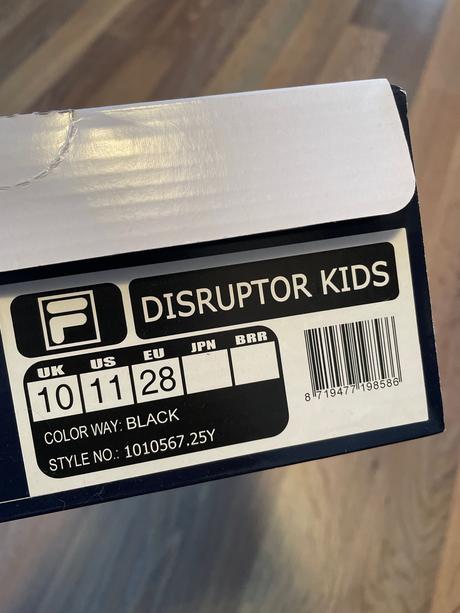 F DISRUPTOR KIDS
UK US EU JPN BRR
10 11 28
COLOR WAY: BLACK
STYLE NO.: 1010567.25Y
8 719477 198586